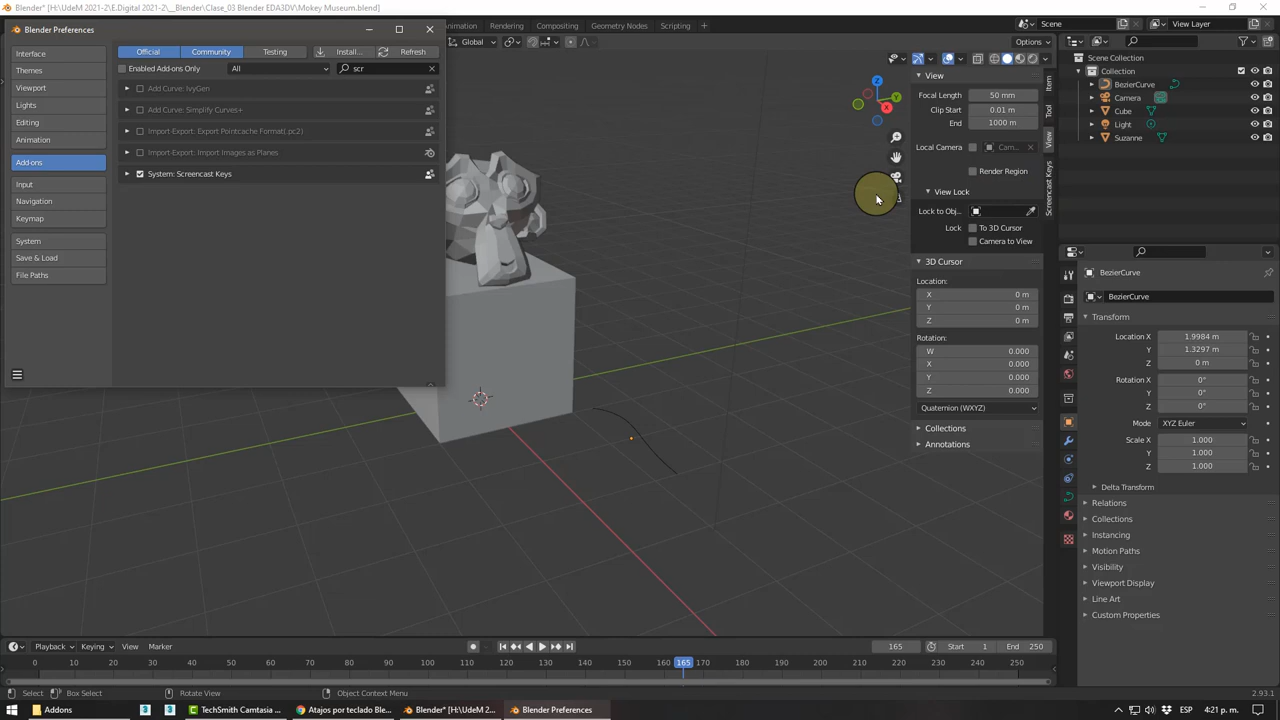 Blender* [H:\UdeM 2021-2\E.Digital 2021-2\__Blender\Clase_03 Blender EDA3DV\Mokey Museum.blend]
Blender Preferences
Animation
Rendering
Compositing
Geometry Nodes
Scripting
+
Scene
View Layer
Interface
Themes
Viewport
Lights
Editing
Animation
Add-ons
Input
Navigation
Keymap
System
Save & Load
File Paths
Official
Community
Testing
Install...
Refresh
Enabled Add-ons Only
All
scr
Add Curve: IvyGen
Add Curve: Simplify Curves+
Import-Export: Export Pointcache Format(.pc2)
Import-Export: Import Images as Planes
System: Screencast Keys
Global
Options
Z
Y
X
View
Focal Length
50 mm
Clip Start
0.01 m
End
1000 m
Local Camera
Cam...
Render Region
View Lock
Lock to Obj...
Lock
To 3D Cursor
Camera to View
3D Cursor
Location:
X 0 m
Y 0 m
Z 0 m
Rotation:
W 0.000
X 0.000
Y 0.000
Z 0.000
Quaternion (WXYZ)
Collections
Annotations
Item
Tool
View
Screencast Keys
Scene Collection
Collection
BezierCurve
Camera
Cube
Light
Suzanne
BezierCurve
BezierCurve
Transform
Location X 1.9984 m
Y 1.3297 m
Z 0 m
Rotation X 0°
Y 0°
Z 0°
Mode XYZ Euler
Scale X 1.000
Y 1.000
Z 1.000
Delta Transform
Relations
Collections
Instancing
Motion Paths
Visibility
Viewport Display
Line Art
Custom Properties
Playback
Keying
View
Marker
165
Start 1
End 250
0 10 20 30 40 50 60 70 80 90 100 110 120 130 140 150 165 170 180 190 200 210 220 230 240 250
Select
Box Select
Rotate View
Object Context Menu
2.93.1
Addons
TechSmith Camtasia ...
Atajos por teclado Ble...
Blender* [H:\UdeM 2...
Blender Preferences
ESP
4:21 p. m.